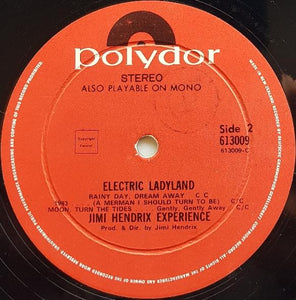 polydor
STEREO
ALSO PLAYABLE ON MONO
Side 2
613009
613009-C
ELECTRIC LADYLAND
RAINY DAY, DREAM AWAY C C
1983 (A MERMAN I SHOULD TURN TO BE) C/C
MOON, TURN THE TIDES Gently, Gently Away C/C
JIMI HENDRIX EXPERIENCE
Prod. & Dir. by Jimi Hendrix